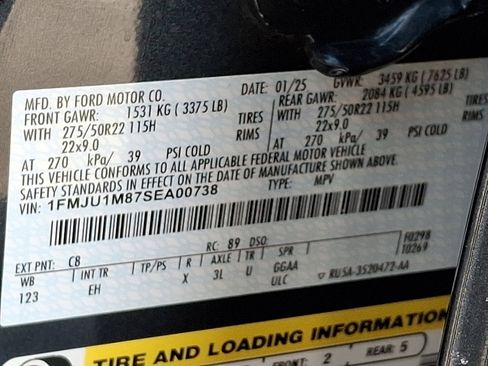 MFD. BY FORD MOTOR CO. DATE: 01/25 GVWR: 3459 KG (7625 LB)
FRONT GAWR: 1531 KG (3375 LB) REAR GAWR: 2084 KG (4595 LB)
WITH 275/50R22 115H TIRES WITH 275/50R22 115H TIRES
22x9.0 RIMS 22x9.0 RIMS
AT 270 kPa/ 39 PSI COLD AT 270 kPa/ 39 PSI COLD
THIS VEHICLE CONFORMS TO ALL APPLICABLE FEDERAL MOTOR VEHICLE
SAFETY STANDARDS IN EFFECT ON THE DATE OF MANUFACTURE SHOWN ABOVE.
VIN: 1FMJU1M87SEA00738 TYPE: MPV
F0298
10269
EXT PNT: C8 RC: 89 DSO:
WB INT TR TP/PS R AXLE TR SPR
123 EH X 3L U GGAA
ULC RU5A-3520472-AA
TIRE AND LOADING INFORMATION
FRONT: 2 REAR: 5